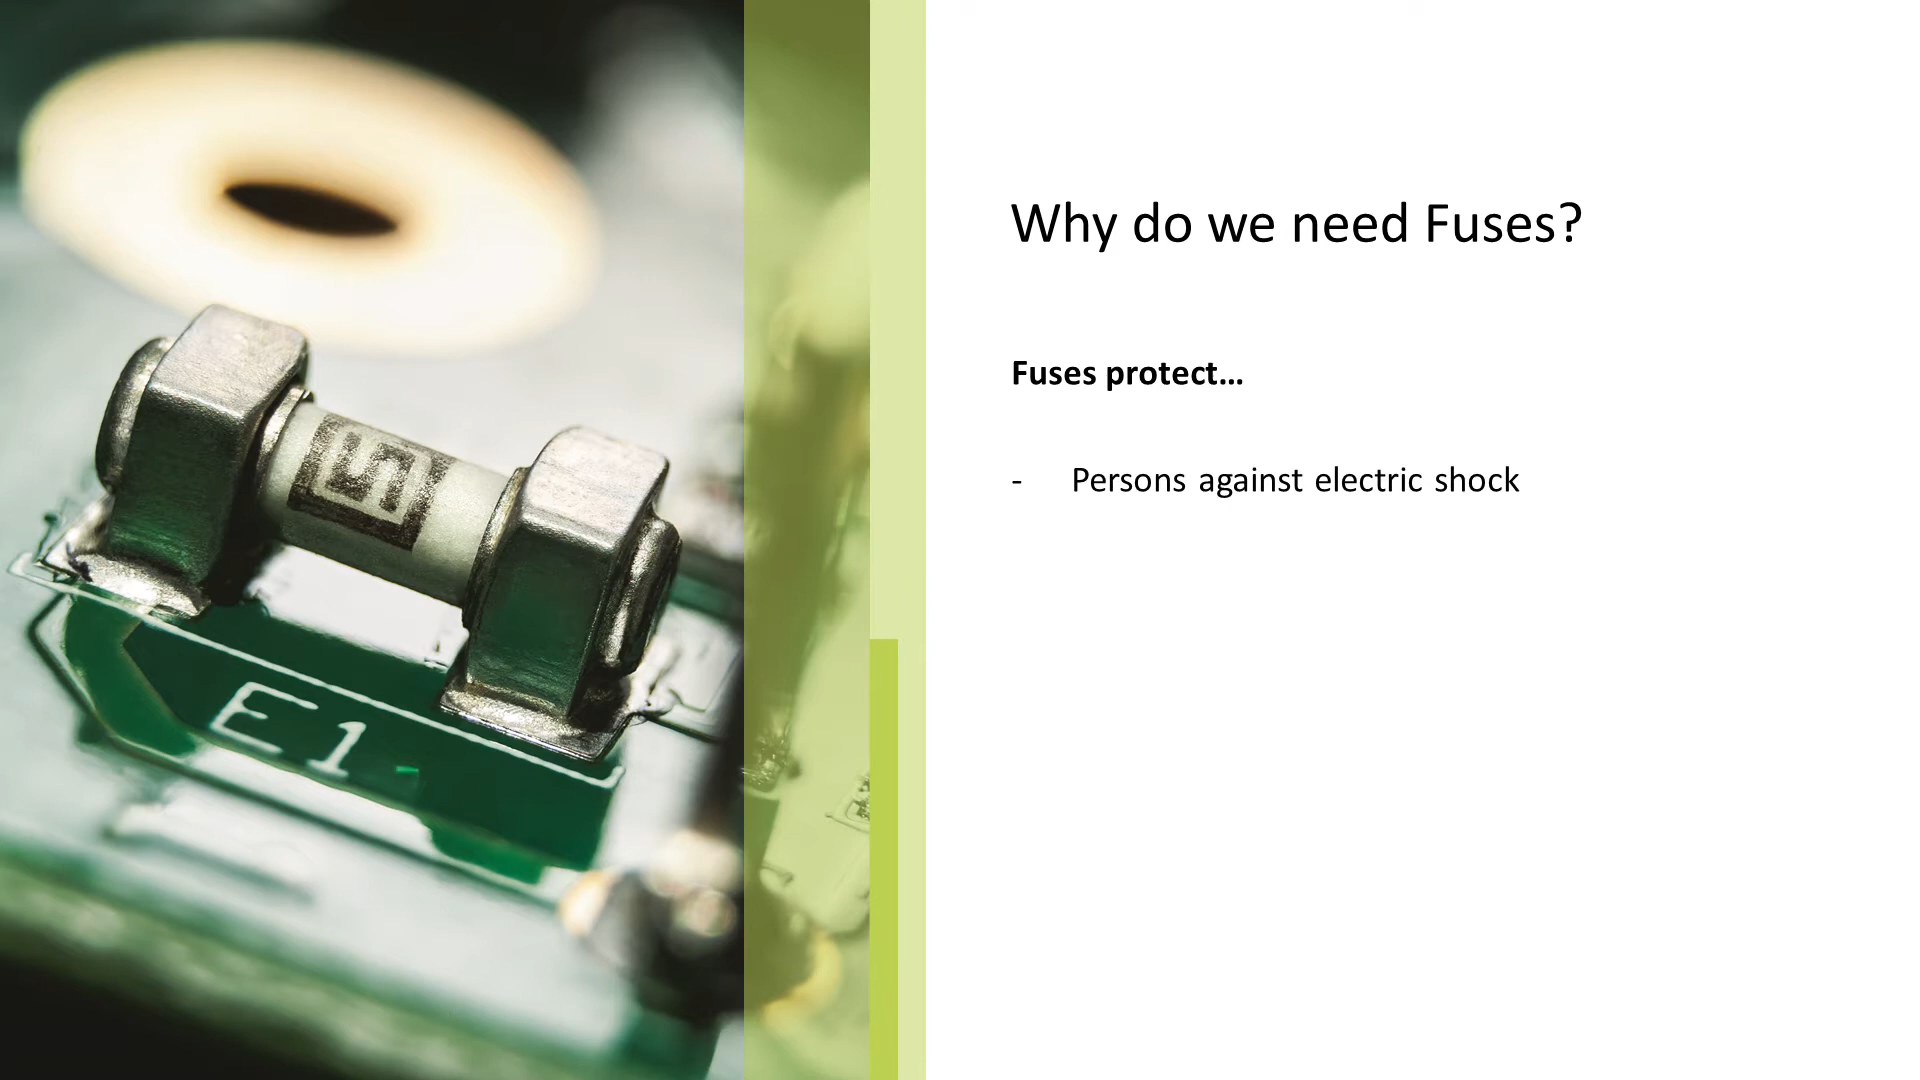 Why do we need Fuses?
Fuses protect...
- Persons against electric shock
E1